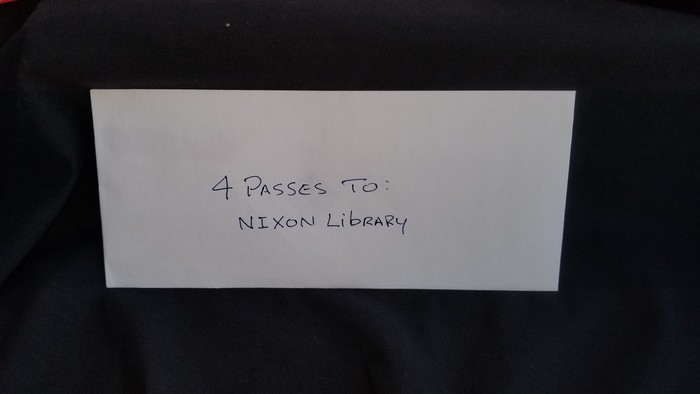 4 PASSES TO:
NIXON LibRARY